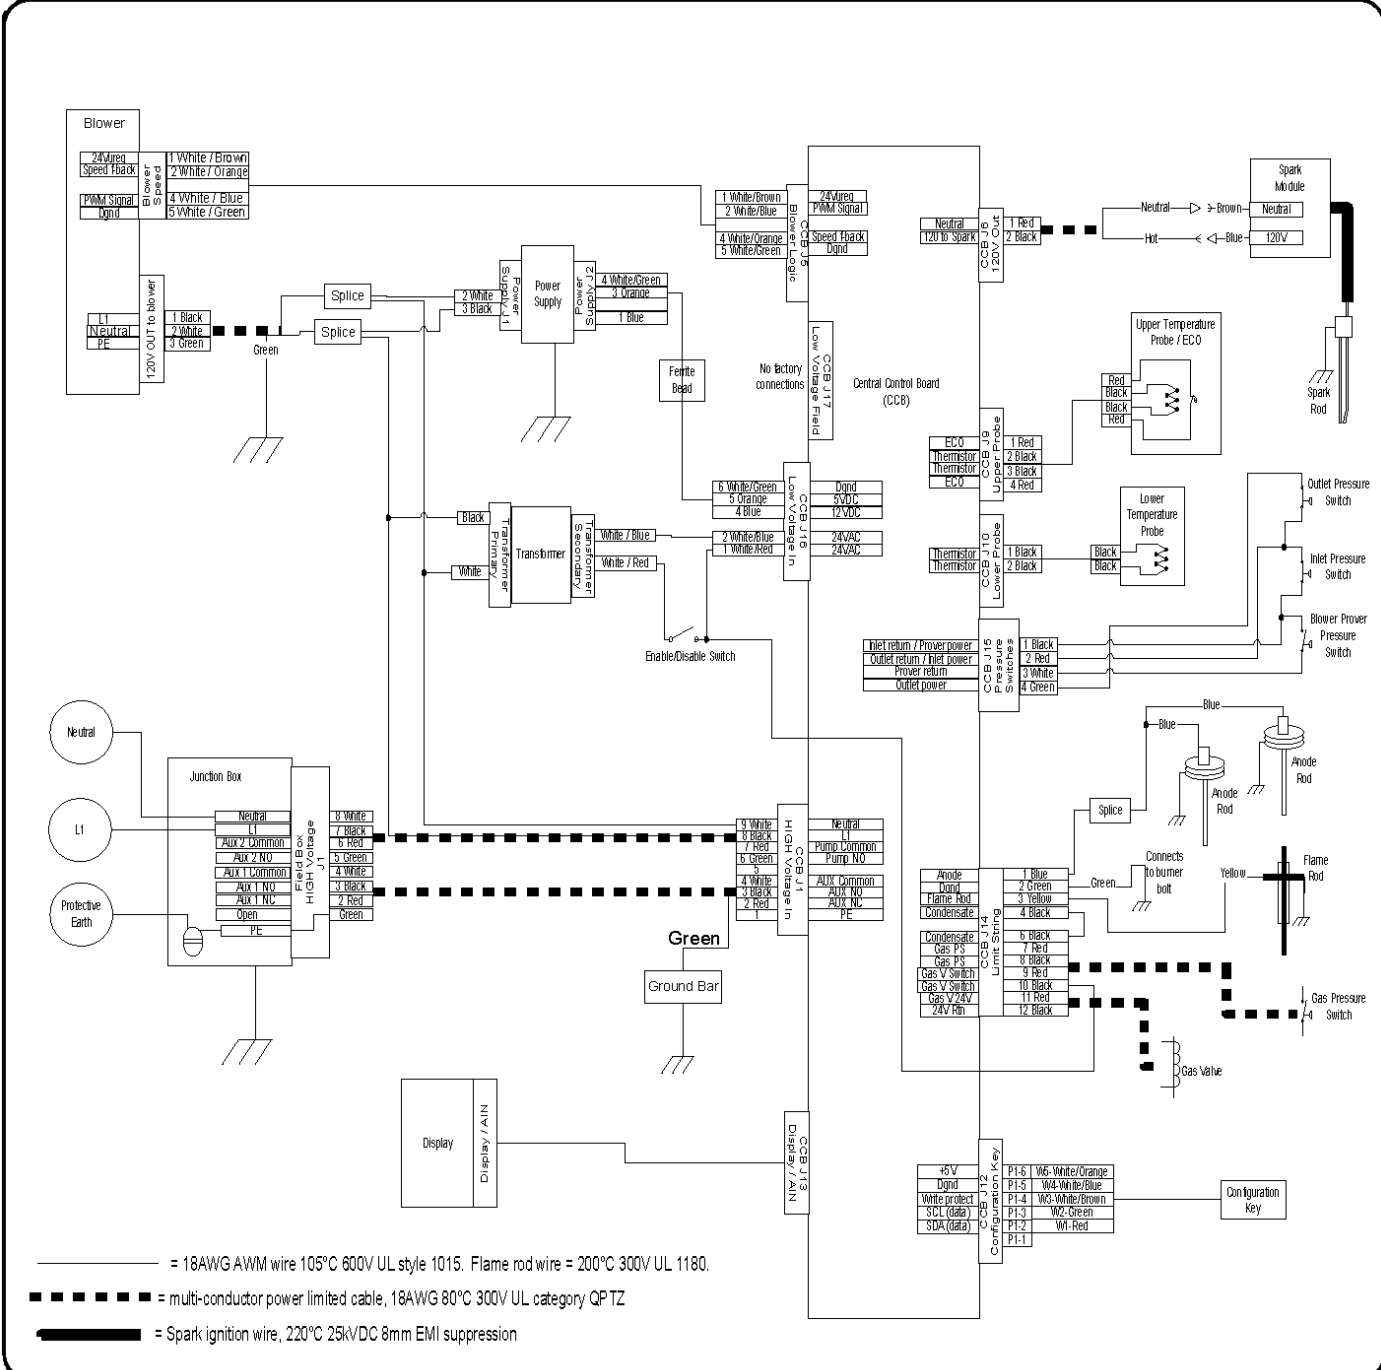 Blower
24Vureg
Speed f-back
PWM Signal
Dgnd
Blower Speed
1 White / Brown
2 White / Orange
4 White / Blue
5 White / Green
L1
Neutral
PE
120V OUT to blower
1 Black
2 White
3 Green
Green
Splice
Splice
2 White
3 Black
Power Supply J1
Power Supply
Power Supply J2
4 White/Green
3 Orange
1 Blue
Ferrite Bead
1 White/Brown
2 White/Blue
4 White/Orange
5 White/Green
CCB J5
Blower Logic
24Vureg
PWM Signal
Speed f-back
Dgnd
No factory connections
CCB J17
Low Voltage Field
Central Control Board
(CCB)
6 White/Green
5 Orange
4 Blue
2 White/Blue
1 White/Red
CCB J16
Low Voltage In
Dgnd
5VDC
12VDC
24VAC
24VAC
Black
White
Transformer Primary
Transformer
Transformer Secondary
White / Blue
White / Red
Enable/Disable Switch
Neutral
120 to Spark
CCB J6
120V Out
1 Red
2 Black
Neutral
Brown
Hot
Blue
Spark Module
Neutral
120V
Spark Rod
Upper Temperature Probe / ECO
Red
Black
Black
Red
ECO
Thermistor
Thermistor
ECO
CCB J9
Upper Probe
1 Red
2 Black
3 Black
4 Red
Lower Temperature Probe
Black
Black
Thermistor
Thermistor
CCB J10
Lower Probe
1 Black
2 Black
Outlet Pressure Switch
Inlet Pressure Switch
Blower Prover Pressure Switch
Inlet return / Prover power
Outlet return / Inlet power
Prover return
Outlet power
CCB J15
Pressure Switches
1 Black
2 Red
3 White
4 Green
Neutral
L1
Protective Earth
Junction Box
Neutral
L1
Aux 2 Common
Aux 2 NO
Aux 1 Common
Aux 1 NO
Aux 1 NC
Open
PE
Field Box
HIGH Voltage
J1
8 White
7 Black
6 Red
5 Green
4 White
3 Black
2 Red
Green
9 White
8 Black
7 Red
6 Green
5
4 White
3 Black
2 Red
1
CCB J1
HIGH Voltage In
Neutral
L1
Pump Common
Pump NO
AUX Common
AUX NO
AUX NC
PE
Green
Ground Bar
Blue
Blue
Anode Rod
Anode Rod
Splice
Connects to burner bolt
Green
Yellow
Flame Rod
Anode
Dgnd
Flame Rod
Condensate
Condensate
Gas PS
Gas PS
Gas V Switch
Gas V Switch
Gas V 24V
24V Rtn
CCB J14
Limit String
1 Blue
2 Green
3 Yellow
4 Black
6 Black
7 Red
8 Black
9 Red
10 Black
11 Red
12 Black
Gas Pressure Switch
Gas Valve
Display
Display / AIN
CCB J13
Display / AIN
+5V
Dgnd
Write protect
SCL (data)
SDA (data)
CCB J12
Configuration Key
P1-6
P1-5
P1-4
P1-3
P1-2
P1-1
W5-White/Orange
W4-White/Blue
W3-White/Brown
W2-Green
W1-Red
Configuration Key
= 18AWG AWM wire 105°C 600V UL style 1015. Flame rod wire = 200°C 300V UL 1180.
= multi-conductor power limited cable, 18AWG 80°C 300V UL category QPTZ
= Spark ignition wire, 220°C 25kVDC 8mm EMI suppression